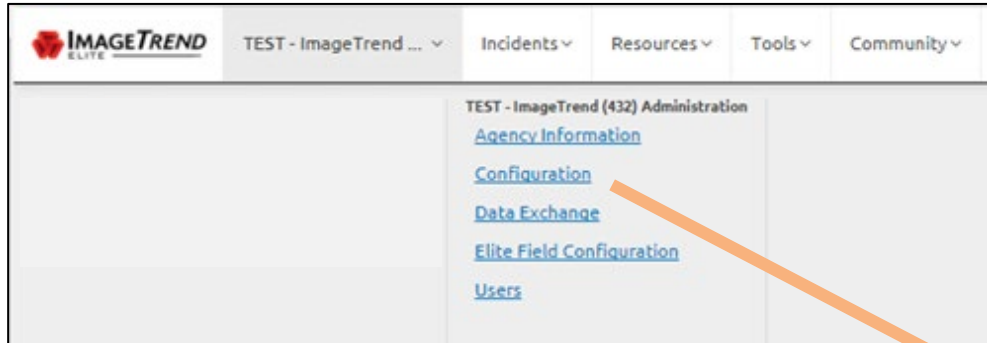 IMAGETREND
ELITE
TEST - ImageTrend ... Incidents Resources Tools Community
TEST - ImageTrend (432) Administration
Agency Information
Configuration
Data Exchange
Elite Field Configuration
Users